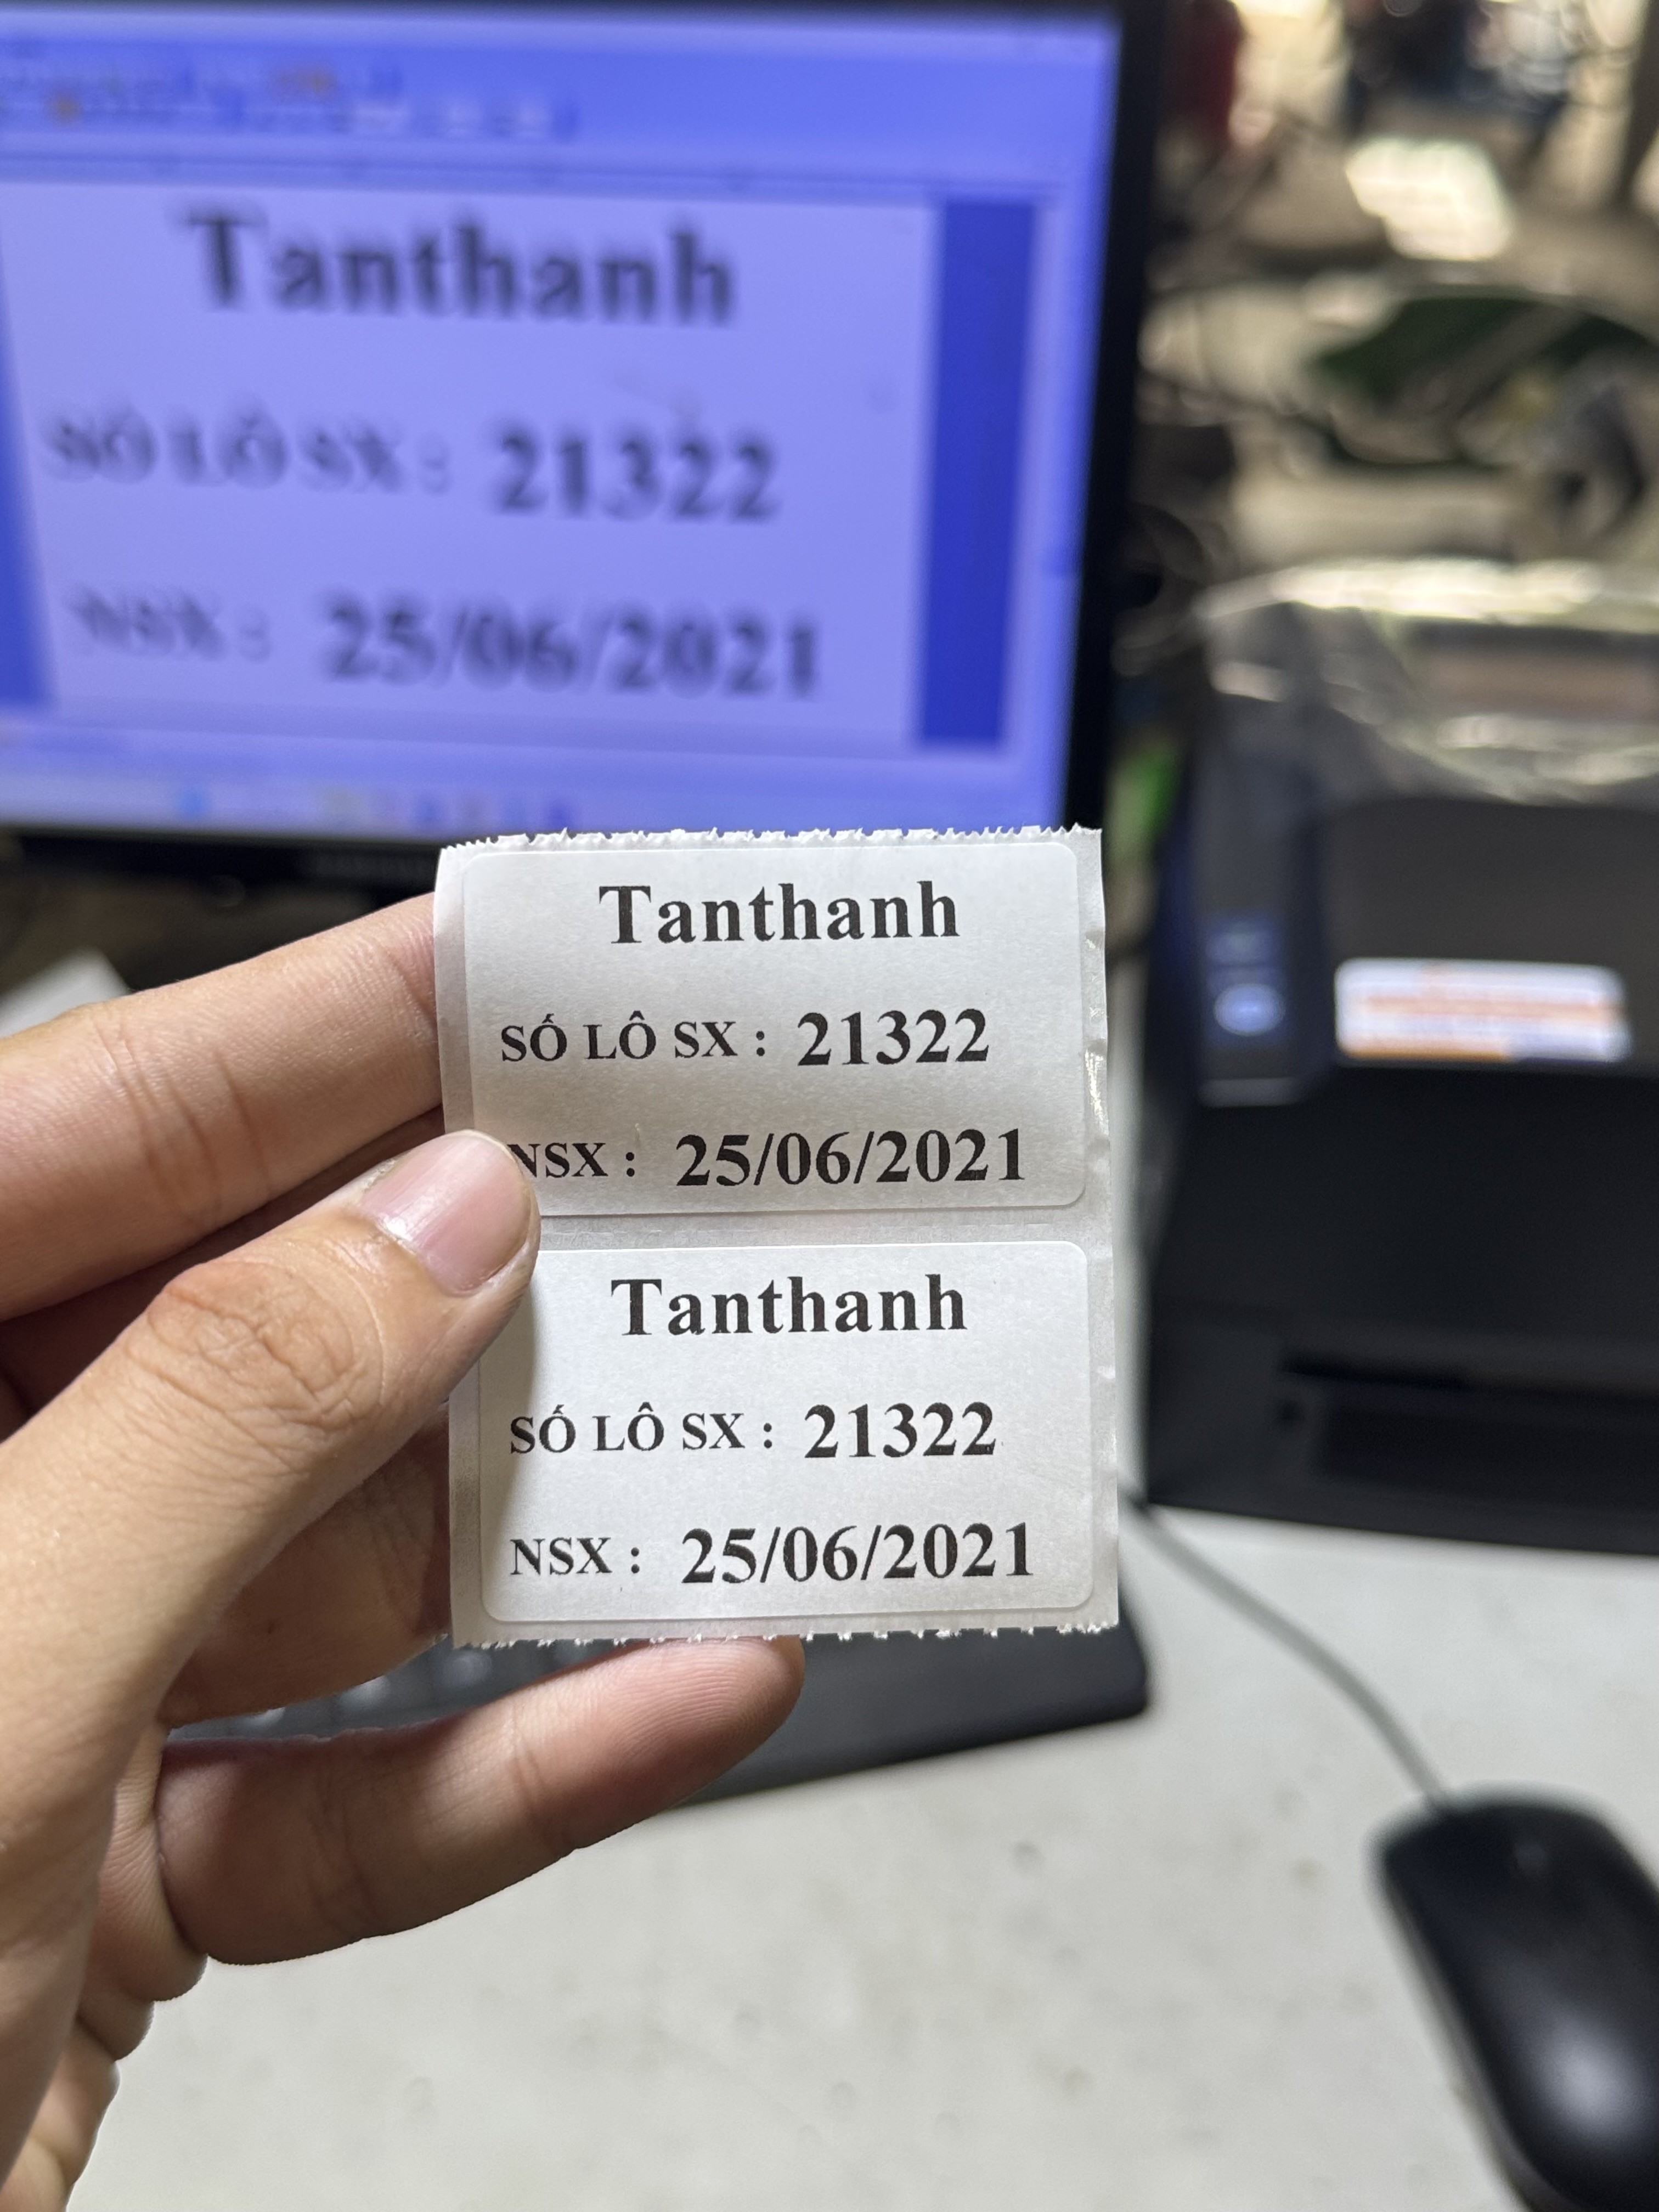 Tanthanh
SỐ LÔ SX : 21322
NSX : 25/06/2021
Tanthanh
SỐ LÔ SX : 21322
NSX : 25/06/2021
Tanthanh
SỐ LÔ SX : 21322
NSX : 25/06/2021